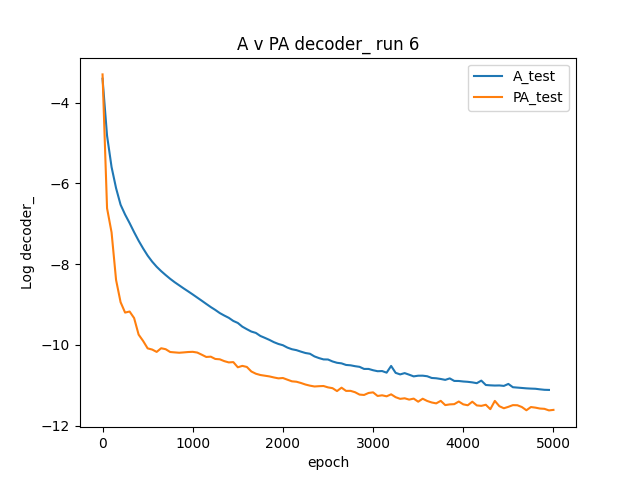 A v PA decoder_ run 6
A_test
PA_test
Log decoder_
−4
−6
−8
−10
−12
0 1000 2000 3000 4000 5000
epoch